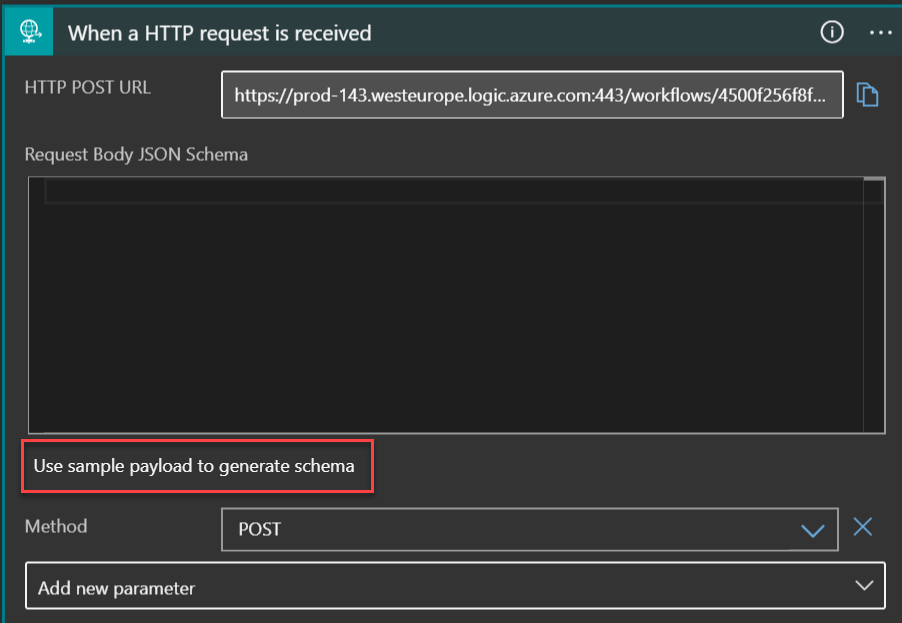 When a HTTP request is received
HTTP POST URL
https://prod-143.westeurope.logic.azure.com:443/workflows/4500f256f8f...
Request Body JSON Schema
Use sample payload to generate schema
Method
POST
Add new parameter